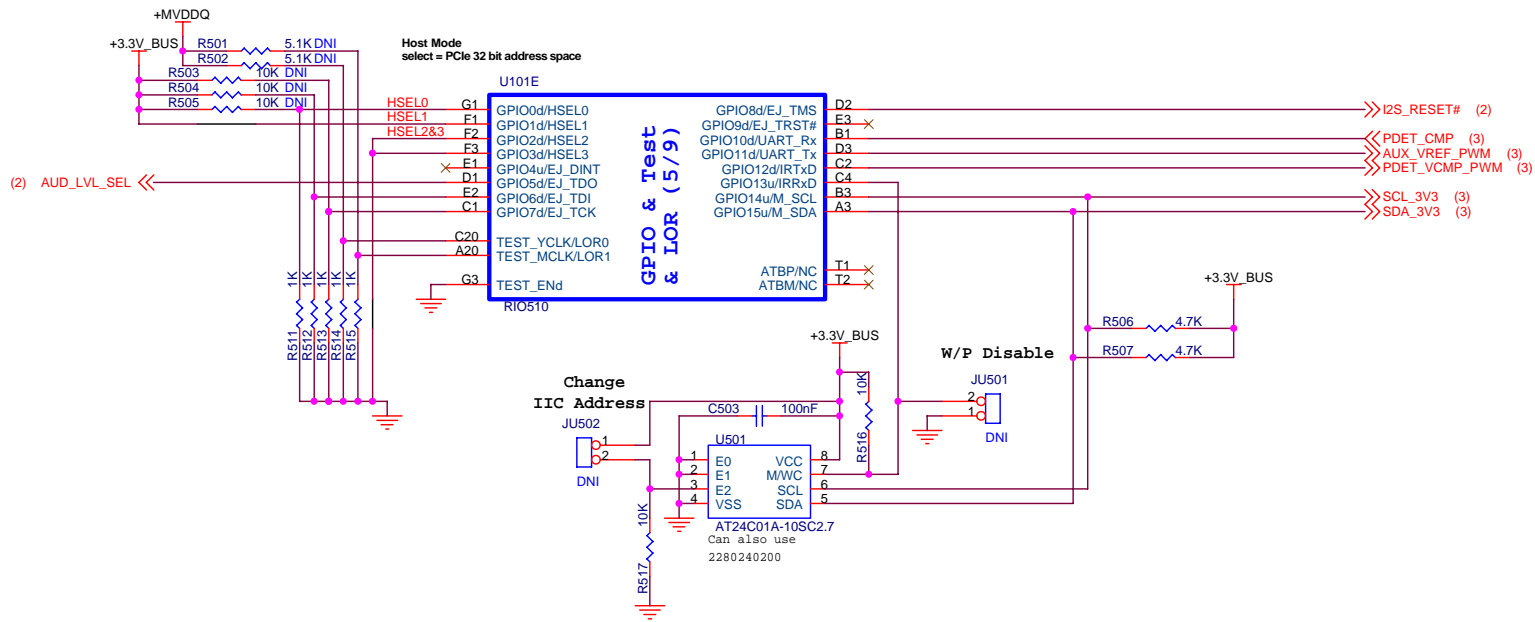 +MVDDQ
+3.3V_BUS
R501 5.1K DNI
R502 5.1K DNI
R503 10K DNI
R504 10K DNI
R505 10K DNI
Host Mode
select = PCIe 32 bit address space
U101E
HSEL0 G1 GPIO0d/HSEL0
HSEL1 F1 GPIO1d/HSEL1
HSEL2&3 F2 GPIO2d/HSEL2
F3 GPIO3d/HSEL3
E1 GPIO4u/EJ_DINT
(2) AUD_LVL_SEL D1 GPIO5d/EJ_TDO
E2 GPIO6d/EJ_TDI
C1 GPIO7d/EJ_TCK
C20 TEST_YCLK/LOR0
A20 TEST_MCLK/LOR1
G3 TEST_ENd
GPIO & Test
& LOR (5/9)
GPIO8d/EJ_TMS D2 I2S_RESET# (2)
GPIO9d/EJ_TRST# E3
GPIO10d/UART_Rx B1 PDET_CMP (3)
GPIO11d/UART_Tx D3 AUX_VREF_PWM (3)
GPIO12d/IRTxD C2 PDET_VCMP_PWM (3)
GPIO13u/IRRxD C4
GPIO14u/M_SCL B3 SCL_3V3 (3)
GPIO15u/M_SDA A3 SDA_3V3 (3)
ATBP/NC T1
ATBM/NC T2
RIO510
1K 1K 1K 1K 1K
R511 R512 R513 R514 R515
+3.3V_BUS
R506 4.7K
R507 4.7K
+3.3V_BUS
W/P Disable
JU501
2
1
DNI
Change
IIC Address
JU502
1
2
DNI
C503 100nF
10K
R516
U501
1 E0 VCC 8
2 E1 M/WC 7
3 E2 SCL 6
4 VSS SDA 5
AT24C01A-10SC2.7
Can also use
2280240200
10K
R517